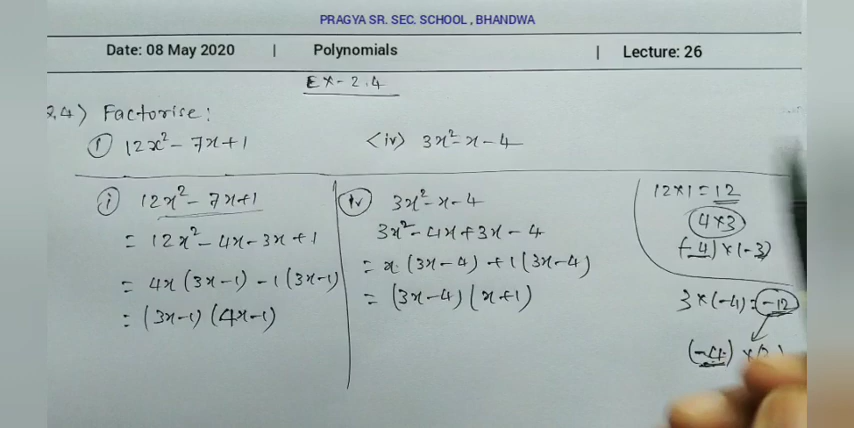 PRAGYA SR. SEC. SCHOOL , BHANDWA
Date: 08 May 2020 | Polynomials | Lecture: 26
Ex-2.4
2.4) Factorise:
(i) 12x² - 7x + 1 <iv> 3x² - x - 4
(i) 12x² - 7x + 1
= 12x² - 4x - 3x + 1
= 4x (3x-1) - 1 (3x-1)
= (3x-1) (4x-1)
(iv) 3x² - x - 4
3x² - 4x + 3x - 4
= x (3x-4) + 1 (3x-4)
= (3x-4) (x+1)
12×1 = 12
4×3
(-4) × (-3)
3×(-4) = -12
(-4) ×